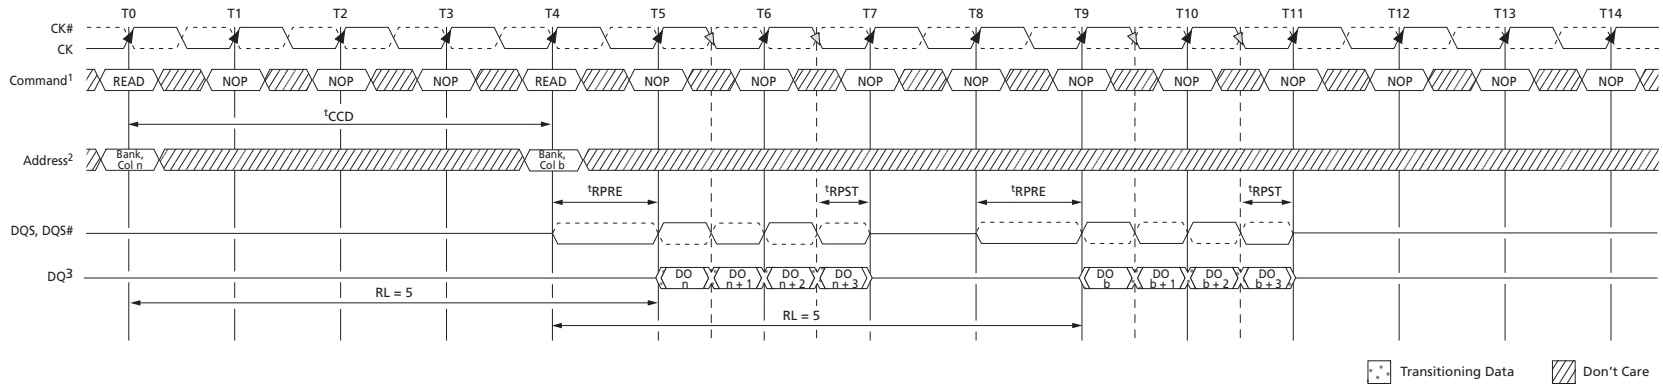 T0 T1 T2 T3 T4 T5 T6 T7 T8 T9 T10 T11 T12 T13 T14
CK#
CK
Command1 READ NOP NOP NOP READ NOP NOP NOP NOP NOP NOP NOP NOP NOP NOP
tCCD
Address2 Bank, Col n Bank, Col b
tRPRE tRPST tRPRE tRPST
DQS, DQS#
DQ3 DO n DO n + 1 DO n + 2 DO n + 3 DO b DO b + 1 DO b + 2 DO b + 3
RL = 5
RL = 5
Transitioning Data Don't Care